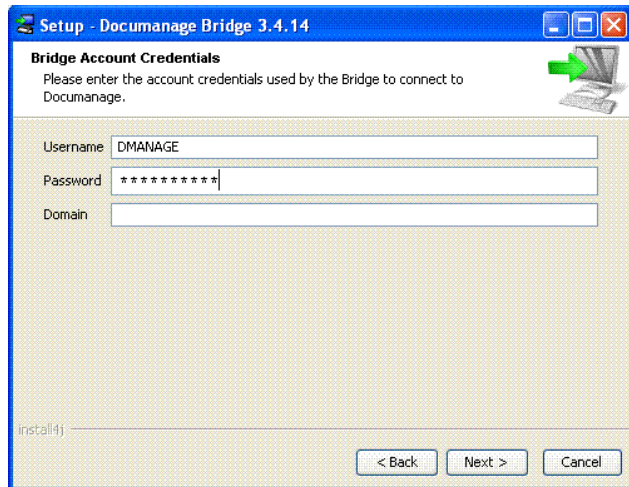 Setup - Documanage Bridge 3.4.14
Bridge Account Credentials
Please enter the account credentials used by the Bridge to connect to
Documanage.
Username DMANAGE
Password **********
Domain
install4j
< Back Next > Cancel